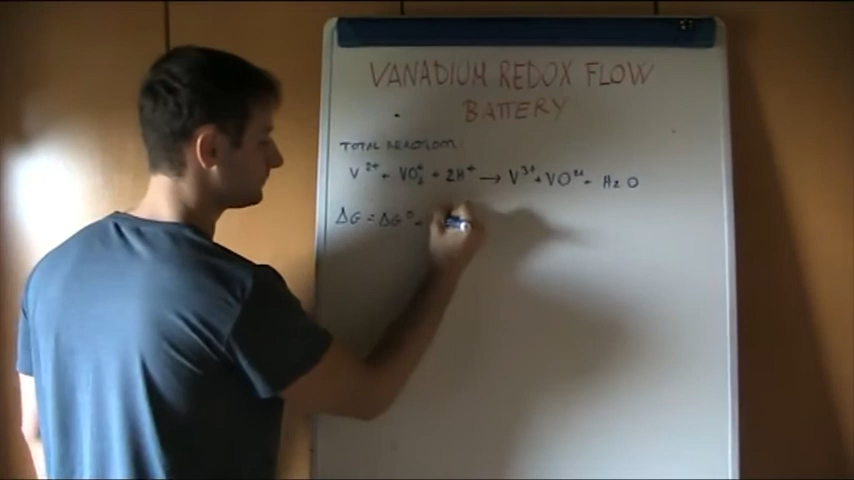 VANADIUM REDOX FLOW
BATTERY
TOTAL REACTION:
V²⁺ + VO₂⁺ + 2H⁺ → V³⁺ + VO²⁺ + H₂O
ΔG = ΔG°